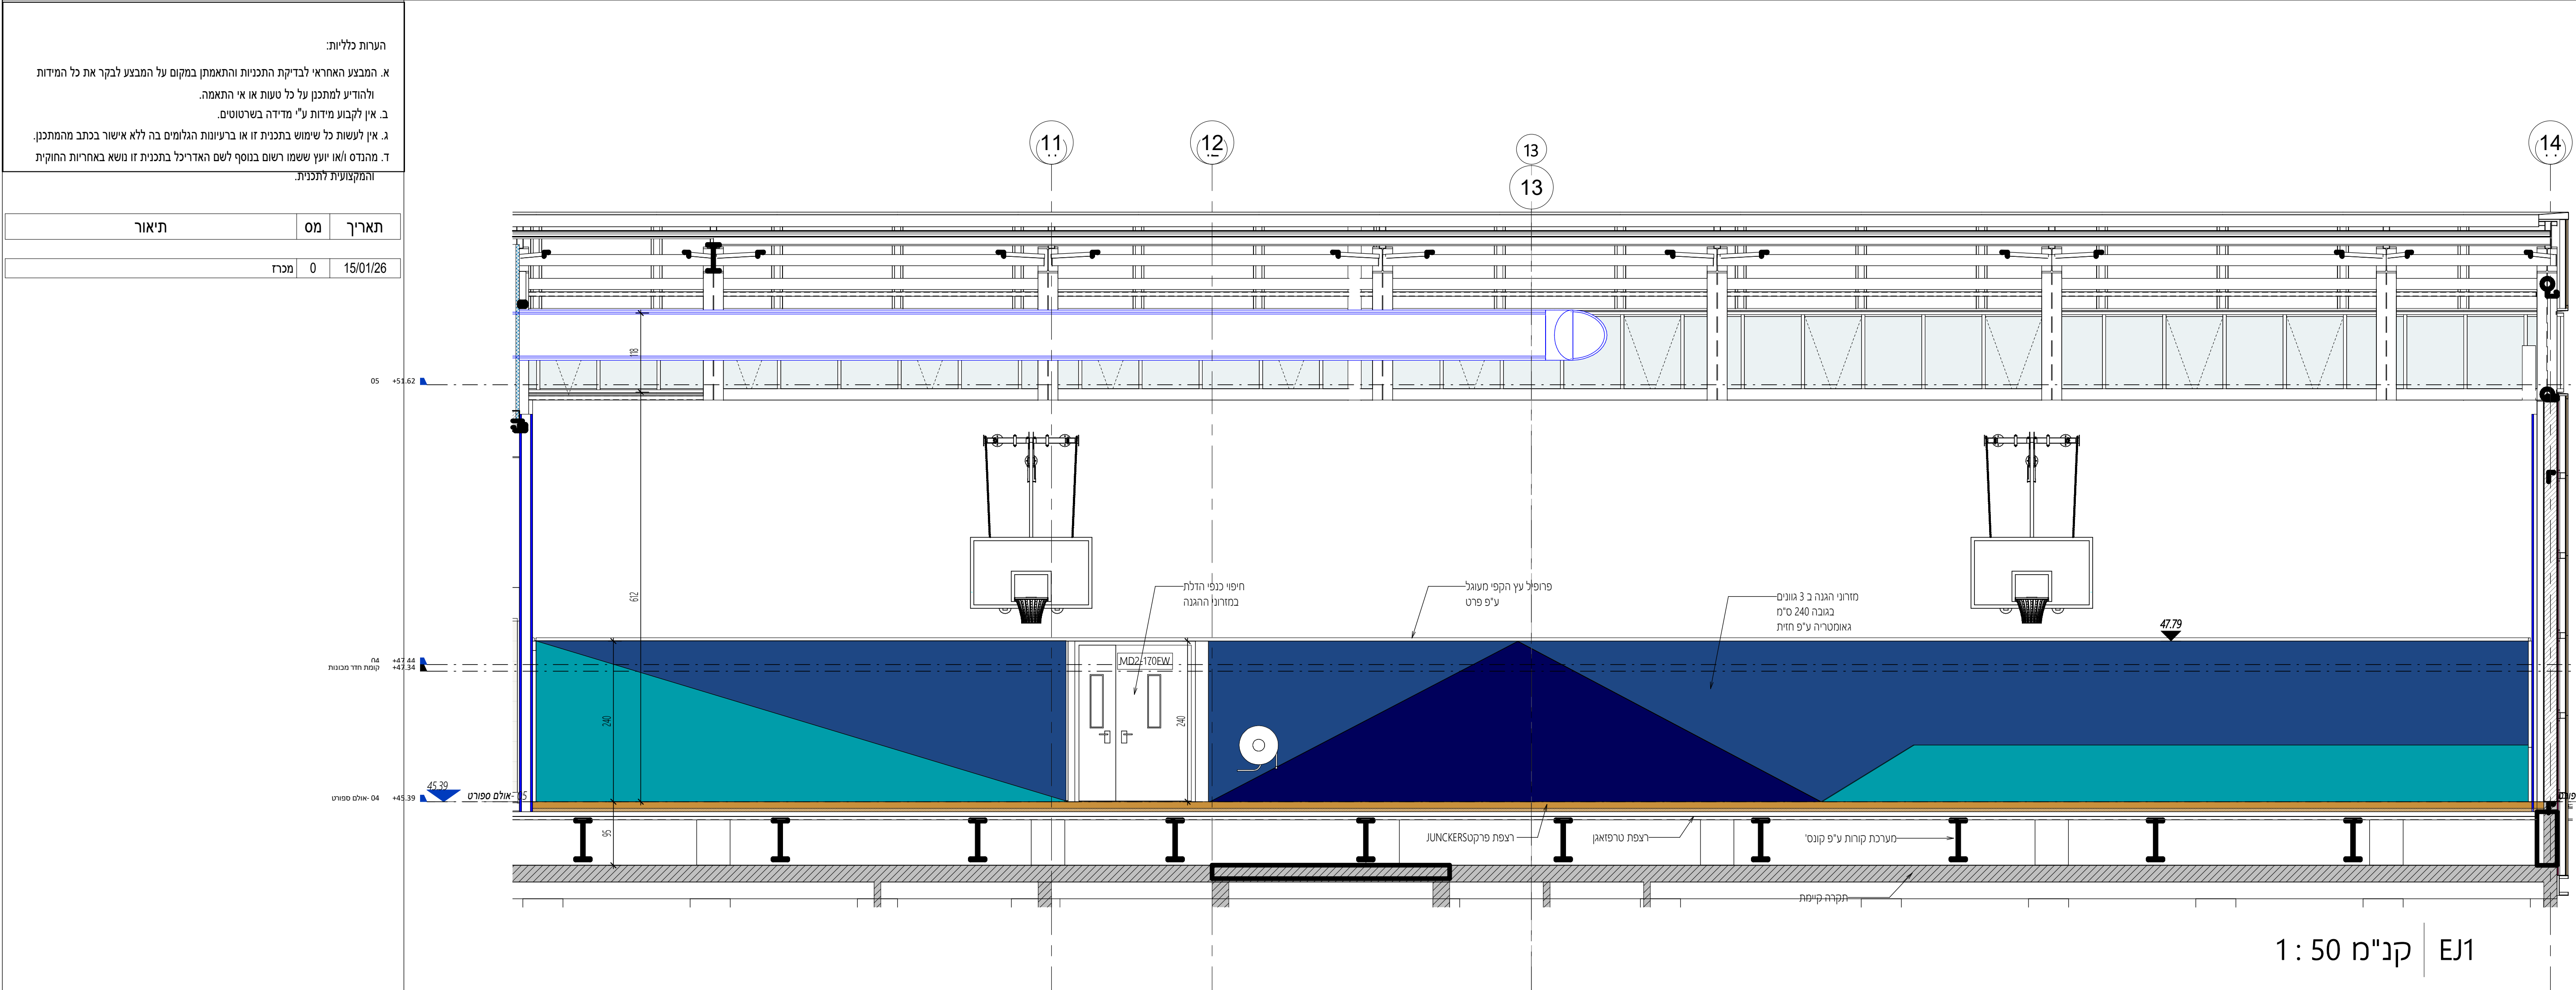 הערות כלליות:
א. המבצע האחראי לבדיקת התכניות והתאמתן במקום על המבצע לבקר את כל המידות
ולהודיע למתכנן על כל טעות או אי התאמה.
ב. אין לקבוע מידות ע"י מדידה בשרטוטים.
ג. אין לעשות כל שימוש בתכנית זו או ברעיונות הגלומים בה ללא אישור בכתב מהמתכנן.
ד. מהנדס ו/או יועץ ששמו רשום בנוסף לשם האדריכל בתכנית זו נושא באחריות החוקית
והמקצועית לתכנית.
תאריך מס תיאור
15/01/26 0 מכרז
11
12
13
13
14
118
05 +51.62
612
חיפוי כנפי הדלת
במזרוני ההגנה
פרופיל עץ הקפי מעוגל
ע"פ פרט
מזרוני הגנה ב 3 גוונים
בגובה 240 ס"מ
גאומטריה ע"פ חזית
47.79
04 +47.44
קומת חדר מכונות +47.34
MD2-170EW
240
240
45.39
04 -אולם ספורט +45.39
05 -אולם ספורט
95
רצפת פרקט JUNCKERS
רצפת טרפזאגן
מערכת קורות ע"פ קונס'
תקרה קיימת
קנ"מ 50 : 1
EJ1